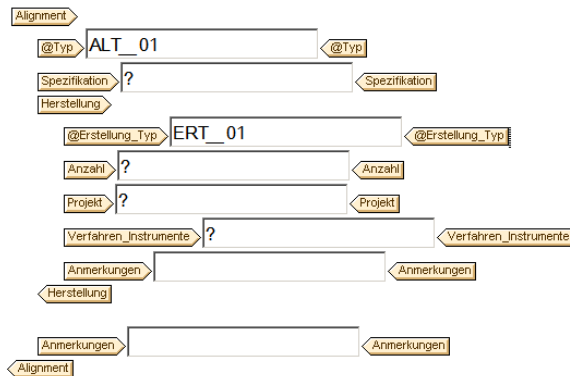 Alignment
@Typ ALT__01 @Typ
Spezifikation ? Spezifikation
Herstellung
@Erstellung_Typ ERT__01 @Erstellung_Typ
Anzahl ? Anzahl
Projekt ? Projekt
Verfahren_Instrumente ? Verfahren_Instrumente
Anmerkungen Anmerkungen
Herstellung
Anmerkungen Anmerkungen
Alignment